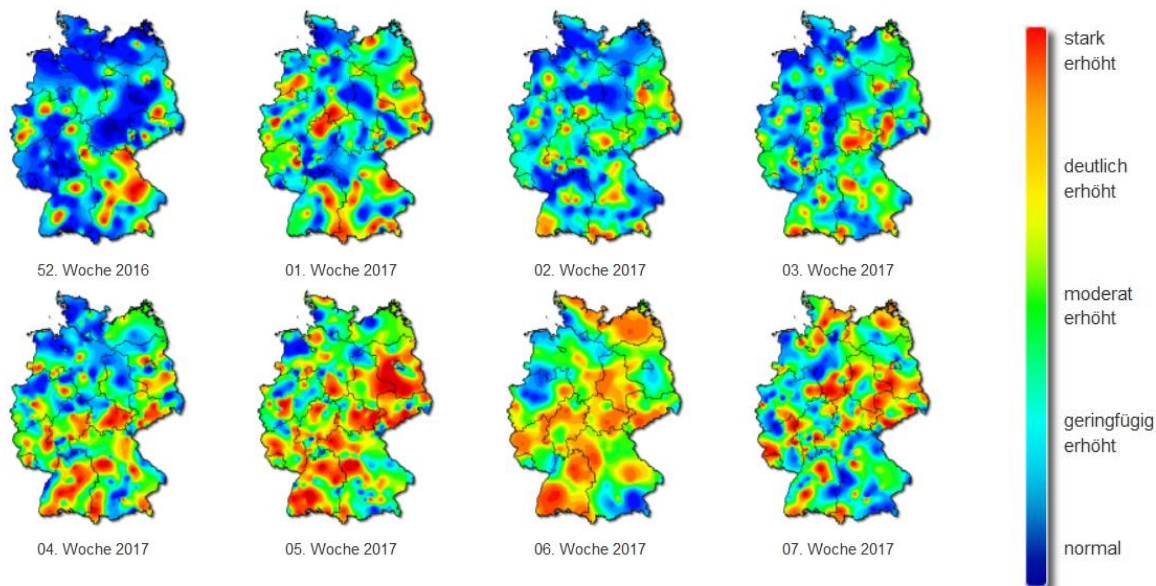 52. Woche 2016
01. Woche 2017
02. Woche 2017
03. Woche 2017
04. Woche 2017
05. Woche 2017
06. Woche 2017
07. Woche 2017
stark
erhöht
deutlich
erhöht
moderat
erhöht
geringfügig
erhöht
normal